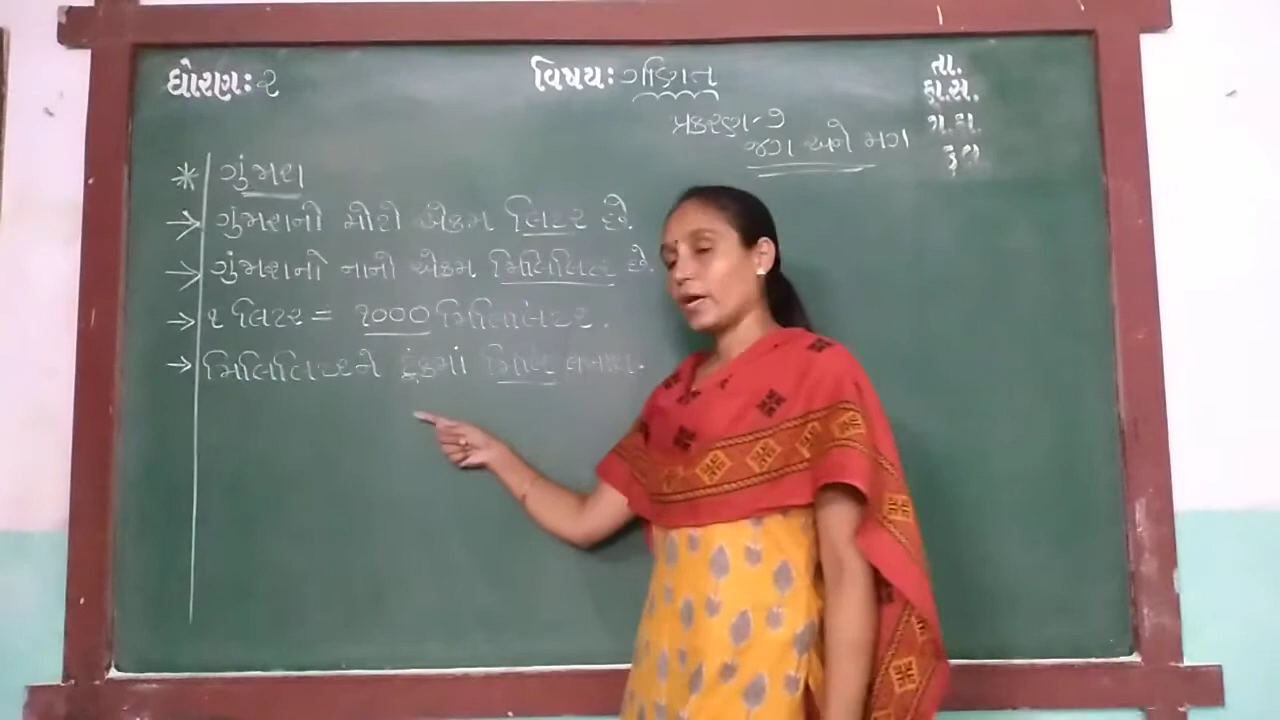 ધોરણ: ૨
વિષય: ગણિત
તા.
હા.સ.
ગે.હા.
કુલ
પ્રકરણ-૭
જગ અને મગ
* ગુંજાશ
→ ગુંજાશનો મોટો એકમ લિટર છે.
→ ગુંજાશનો નાનો એકમ મિલિલિટર છે.
→ ૧ લિટર = ૧૦૦૦ મિલિલિટર.
→ મિલિલિટરને ટૂંકમાં મિલિ